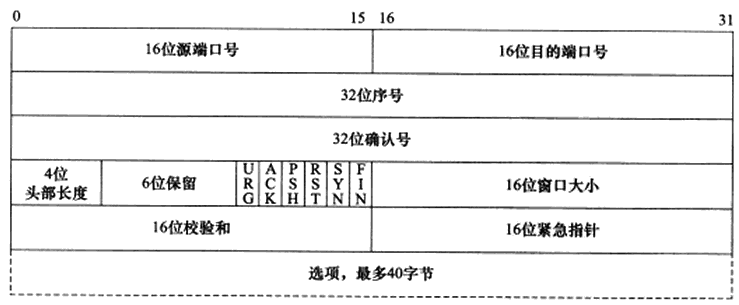 0 15 16 31
16位源端口号 16位目的端口号
32位序号
32位确认号
4位
头部长度
6位保留
URG
ACK
PSH
RST
SYN
FIN
16位窗口大小
16位校验和 16位紧急指针
选项，最多40字节